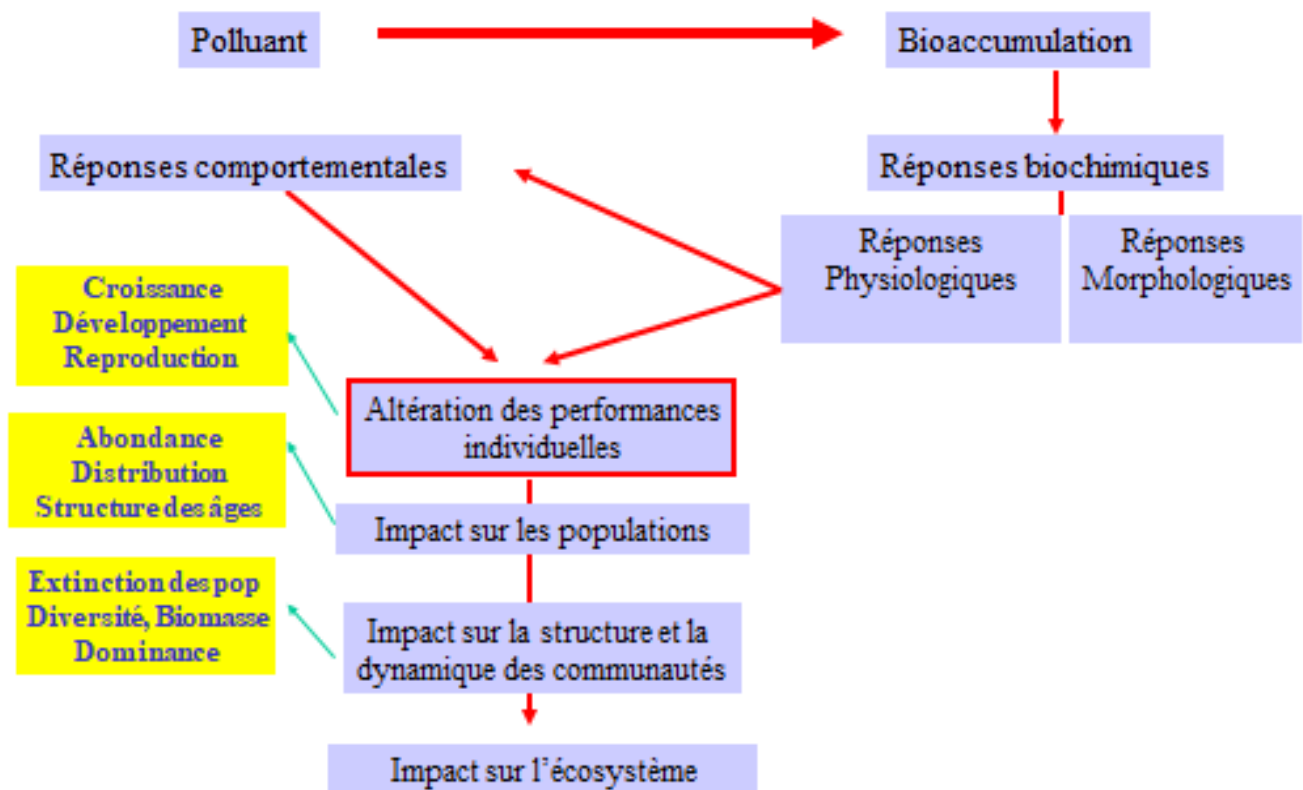 Polluant
Bioaccumulation
Réponses comportementales
Réponses biochimiques
Réponses
Physiologiques
Réponses
Morphologiques
Croissance
Développement
Reproduction
Altération des performances
individuelles
Abondance
Distribution
Structure des âges
Impact sur les populations
Extinction des pop
Diversité, Biomasse
Dominance
Impact sur la structure et la
dynamique des communautés
Impact sur l'écosystème